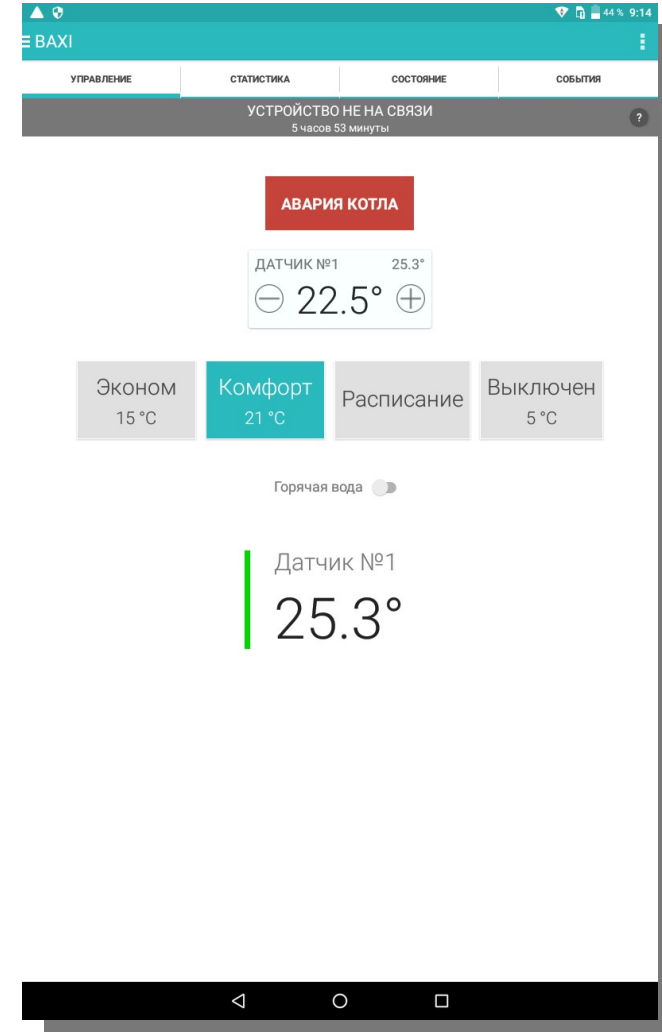 44 % 9:14
BAXI
УПРАВЛЕНИЕ СТАТИСТИКА СОСТОЯНИЕ СОБЫТИЯ
УСТРОЙСТВО НЕ НА СВЯЗИ
5 часов 53 минуты
?
АВАРИЯ КОТЛА
ДАТЧИК №1 25.3°
22.5°
Эконом
15 °C
Комфорт
21 °C
Расписание
Выключен
5 °C
Горячая вода
Датчик №1
25.3°